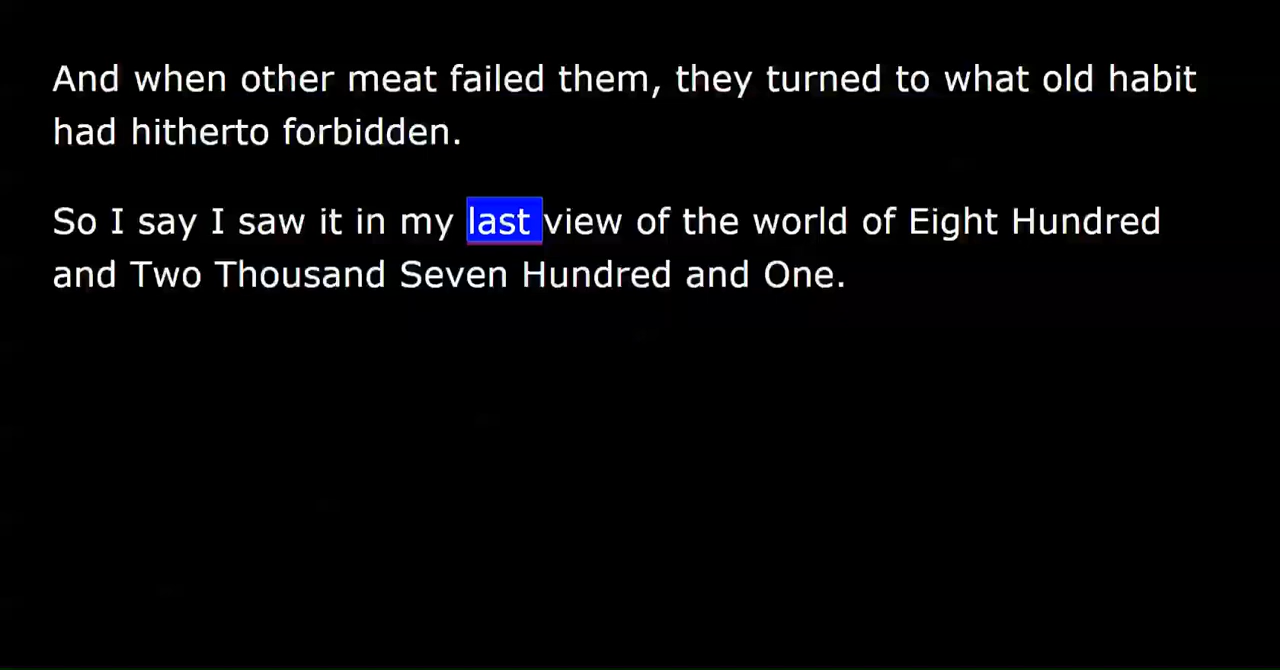 And when other meat failed them, they turned to what old habit
had hitherto forbidden.
So I say I saw it in my last view of the world of Eight Hundred
and Two Thousand Seven Hundred and One.